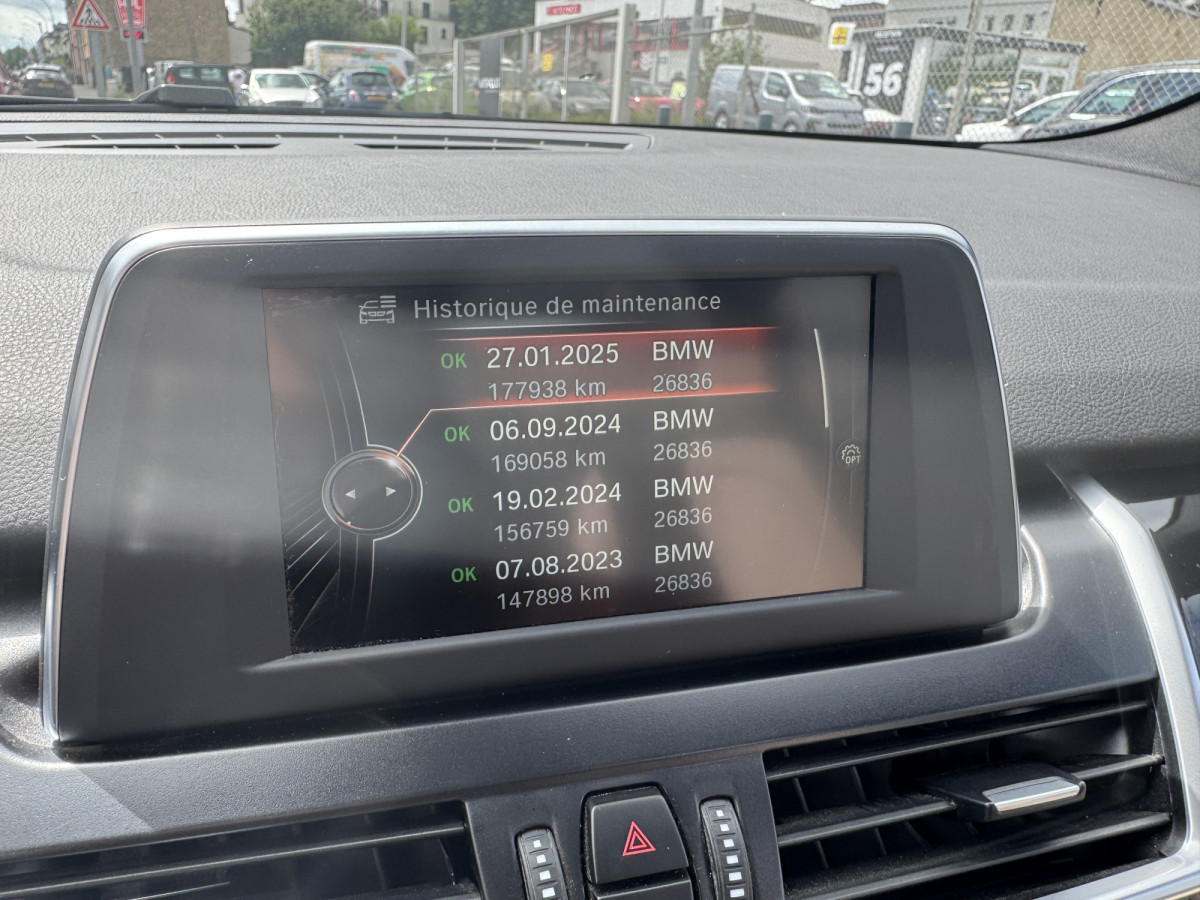 56
Historique de maintenance
OK 27.01.2025 BMW
177938 km 26836
OK 06.09.2024 BMW
169058 km 26836
OPT
OK 19.02.2024 BMW
156759 km 26836
OK 07.08.2023 BMW
147898 km 26836